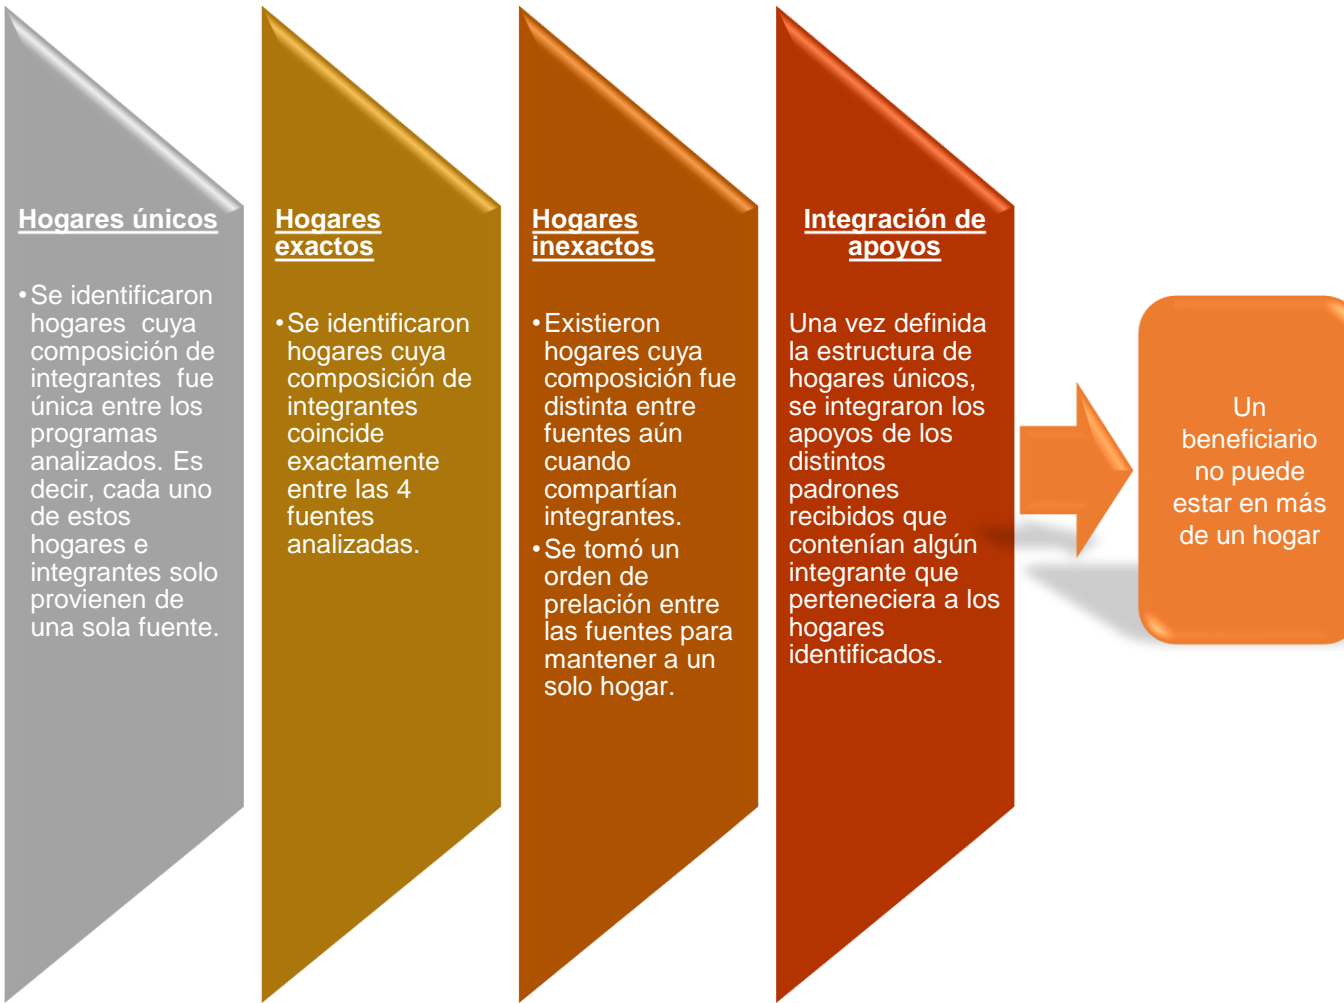 Hogares únicos
•Se identificaron
hogares cuya
composición de
integrantes fue
única entre los
programas
analizados. Es
decir, cada uno
de estos
hogares e
integrantes solo
provienen de
una sola fuente.
Hogares
exactos
•Se identificaron
hogares cuya
composición de
integrantes
coincide
exactamente
entre las 4
fuentes
analizadas.
Hogares
inexactos
•Existieron
hogares cuya
composición fue
distinta entre
fuentes aún
cuando
compartían
integrantes.
•Se tomó un
orden de
prelación entre
las fuentes para
mantener a un
solo hogar.
Integración de
apoyos
Una vez definida
la estructura de
hogares únicos,
se integraron los
apoyos de los
distintos
padrones
recibidos que
contenían algún
integrante que
perteneciera a los
hogares
identificados.
Un
beneficiario
no puede
estar en más
de un hogar